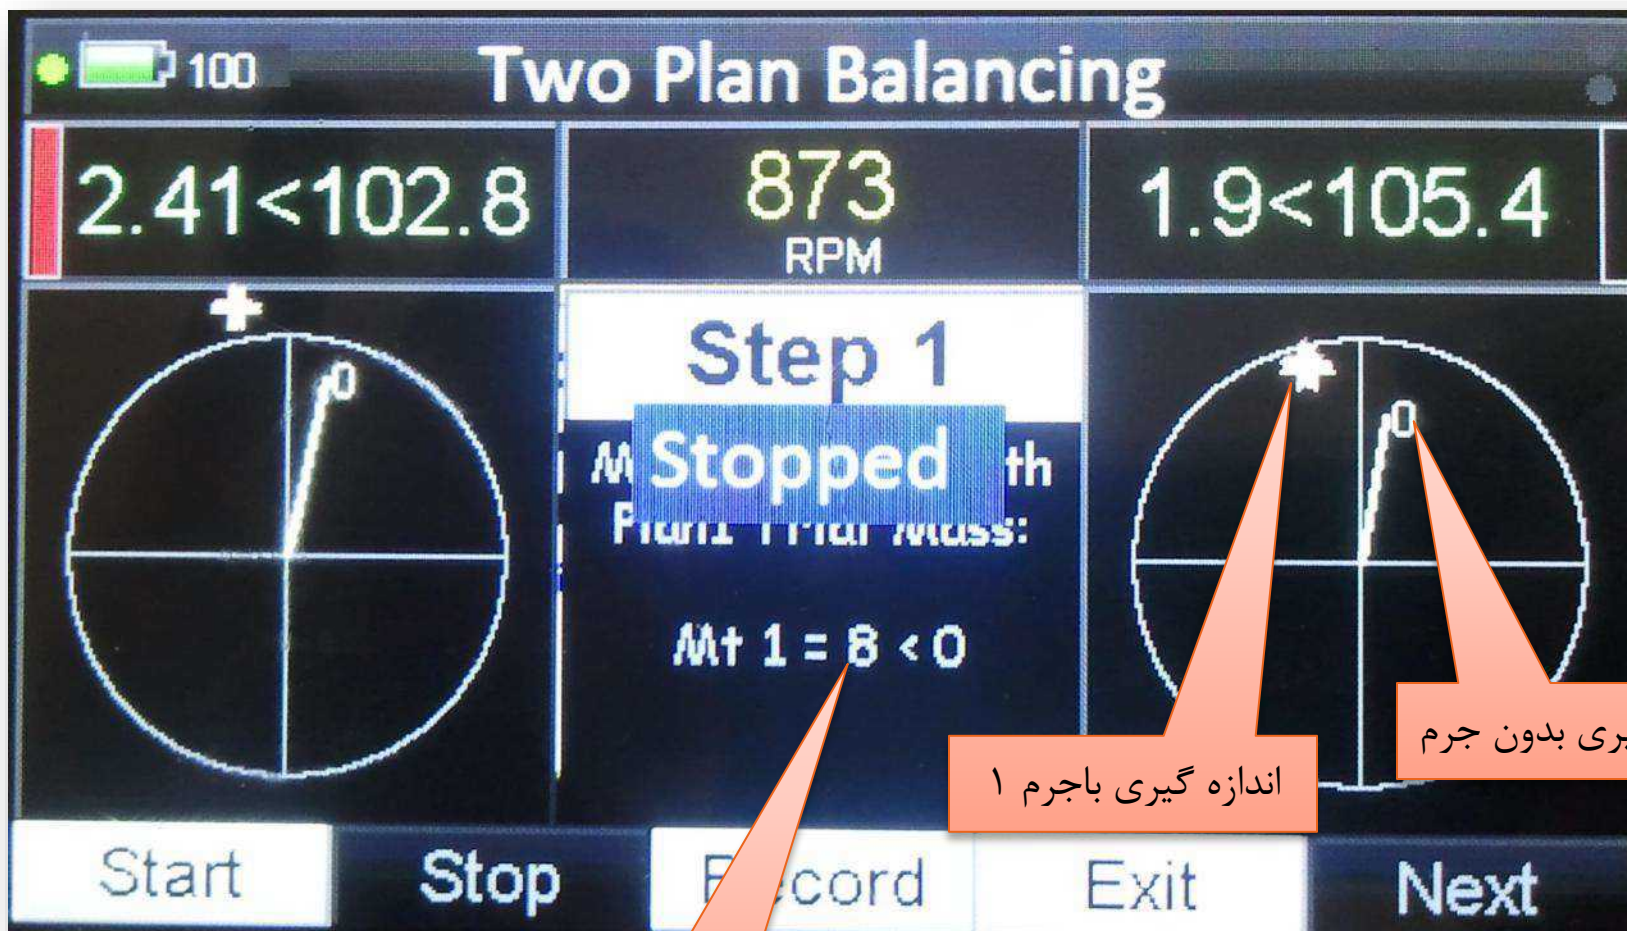 100
Two Plan Balancing
2.41<102.8
873
RPM
1.9<105.4
Step 1
Stopped
th
Mt 1 = 8 < 0
0
0
اندازه گیری باجرم ۱
بدون جرم
Start
Stop
Exit
Next